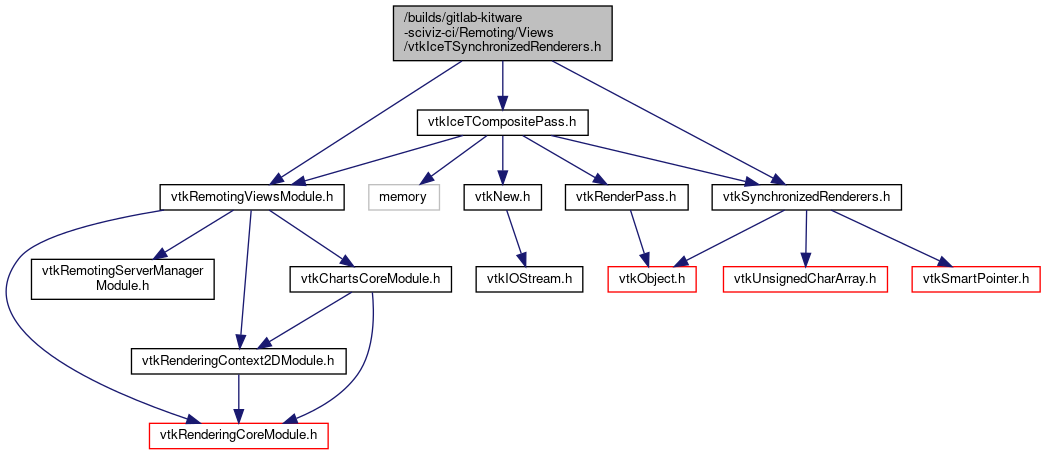 /builds/gitlab-kitware
-sciviz-ci/Remoting/Views
/vtkIceTSynchronizedRenderers.h
vtkIceTCompositePass.h
vtkRemotingViewsModule.h
memory
vtkNew.h
vtkRenderPass.h
vtkSynchronizedRenderers.h
vtkRemotingServerManager
Module.h
vtkChartsCoreModule.h
vtkIOStream.h
vtkObject.h
vtkUnsignedCharArray.h
vtkSmartPointer.h
vtkRenderingContext2DModule.h
vtkRenderingCoreModule.h